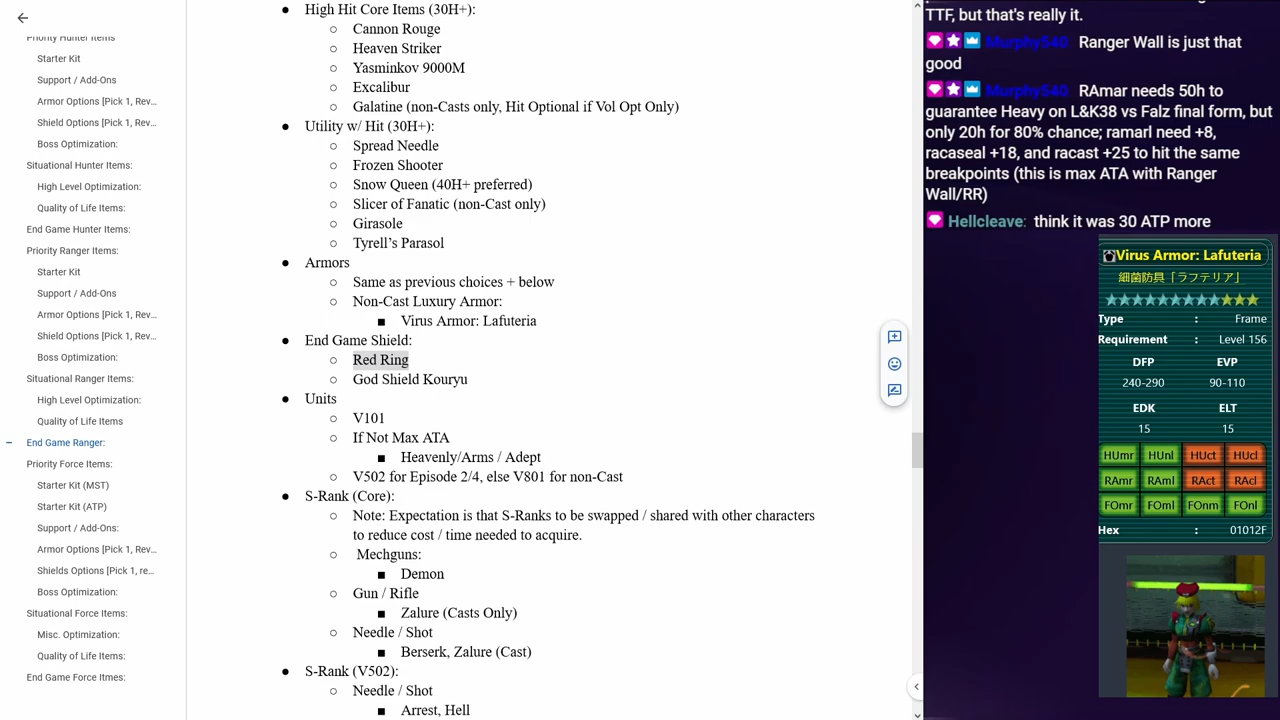 Priority Hunter Items
Starter Kit
Support / Add-Ons
Armor Options [Pick 1, Rev...
Shield Options [Pick 1, Rev...
Boss Optimization:
Situational Hunter Items:
High Level Optimization:
Quality of Life Items:
End Game Hunter Items:
Priority Ranger Items:
Starter Kit
Support / Add-Ons
Armor Options [Pick 1, Rev...
Shield Options [Pick 1, Rev...
Boss Optimization:
Situational Ranger Items:
High Level Optimization:
Quality of Life Items
End Game Ranger:
Priority Force Items:
Starter Kit (MST)
Starter Kit (ATP)
Support / Add-Ons:
Armor Options [Pick 1, Rev...
Shields Options [Pick 1, re...
Boss Optimization:
Situational Force Items:
Misc. Optimization:
Quality of Life Items:
End Game Force Itmes:
High Hit Core Items (30H+):
Cannon Rouge
Heaven Striker
Yasminkov 9000M
Excalibur
Galatine (non-Casts only, Hit Optional if Vol Opt Only)
Utility w/ Hit (30H+):
Spread Needle
Frozen Shooter
Snow Queen (40H+ preferred)
Slicer of Fanatic (non-Cast only)
Girasole
Tyrell's Parasol
Armors
Same as previous choices + below
Non-Cast Luxury Armor:
Virus Armor: Lafuteria
End Game Shield:
Red Ring
God Shield Kouryu
Units
V101
If Not Max ATA
Heavenly/Arms / Adept
V502 for Episode 2/4, else V801 for non-Cast
S-Rank (Core):
Note: Expectation is that S-Ranks to be swapped / shared with other characters
to reduce cost / time needed to acquire.
Mechguns:
Demon
Gun / Rifle
Zalure (Casts Only)
Needle / Shot
Berserk, Zalure (Cast)
S-Rank (V502):
Needle / Shot
Arrest, Hell
TTF, but that's really it.
Murphy540 Ranger Wall is just that
good
Murphy540 RAmar needs 50h to
guarantee Heavy on L&K38 vs Falz final form, but
only 20h for 80% chance; ramarl need +8,
racaseal +18, and racast +25 to hit the same
breakpoints (this is max ATA with Ranger
Wall/RR)
Hellcleave: think it was 30 ATP more
Virus Armor: Lafuteria
細菌防具「ラフテリア」
Type : Frame
Requirement : Level 156
DFP EVP
240-290 90-110
EDK ELT
15 15
HUmr HUnl HUct HUcl
RAmr RAml RAct RAcl
FOmr FOml FOnm FOnl
Hex : 01012F